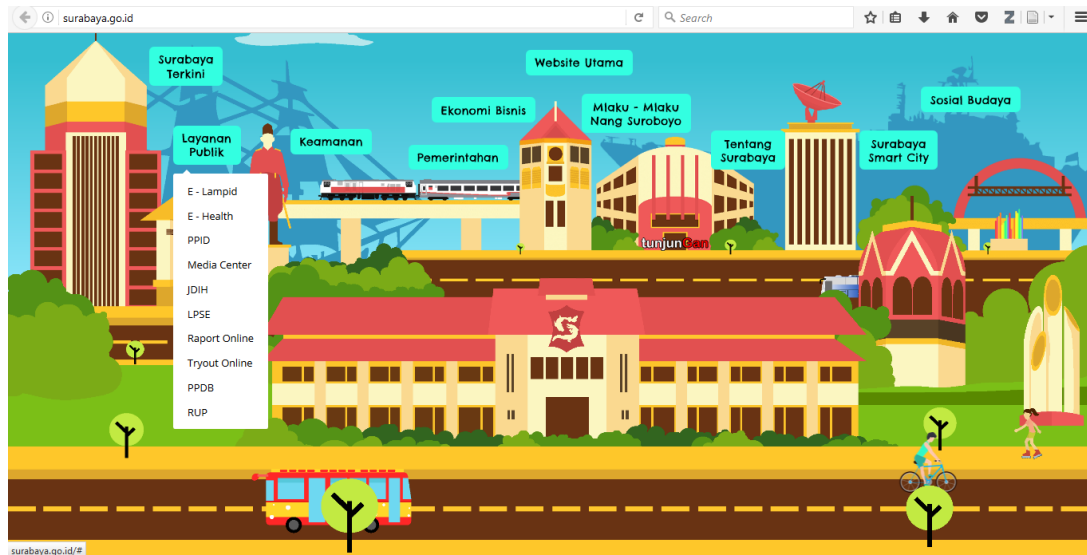 surabaya.go.id
Search
Surabaya
Terkini
Website Utama
Ekonomi Bisnis
Mlaku - Mlaku
Nang Suroboyo
Sosial Budaya
Layanan
Publik
Keamanan
Pemerintahan
Tentang
Surabaya
Surabaya
Smart City
E - Lampid
E - Health
PPID
Media Center
JDIH
LPSE
Raport Online
Tryout Online
PPDB
RUP
tunjunGan
surabaya.go.id/#